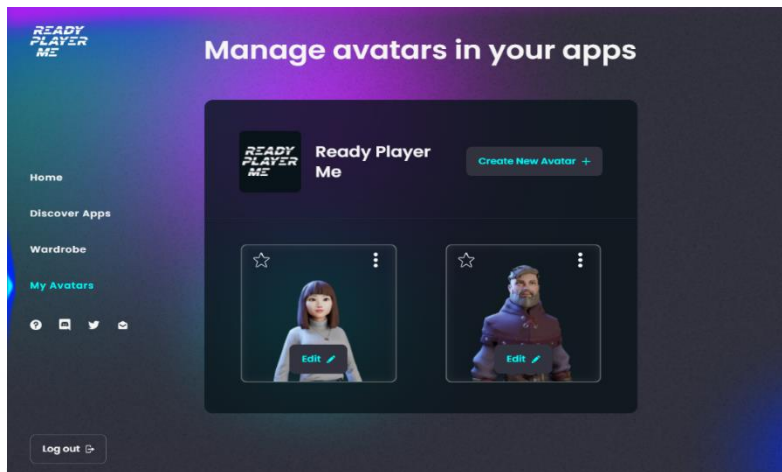 READY
PLAYER
ME
Manage avatars in your apps
READY
PLAYER
ME
Ready Player
Me
Create New Avatar +
Home
Discover Apps
Wardrobe
My Avatars
Edit
Edit
Log out